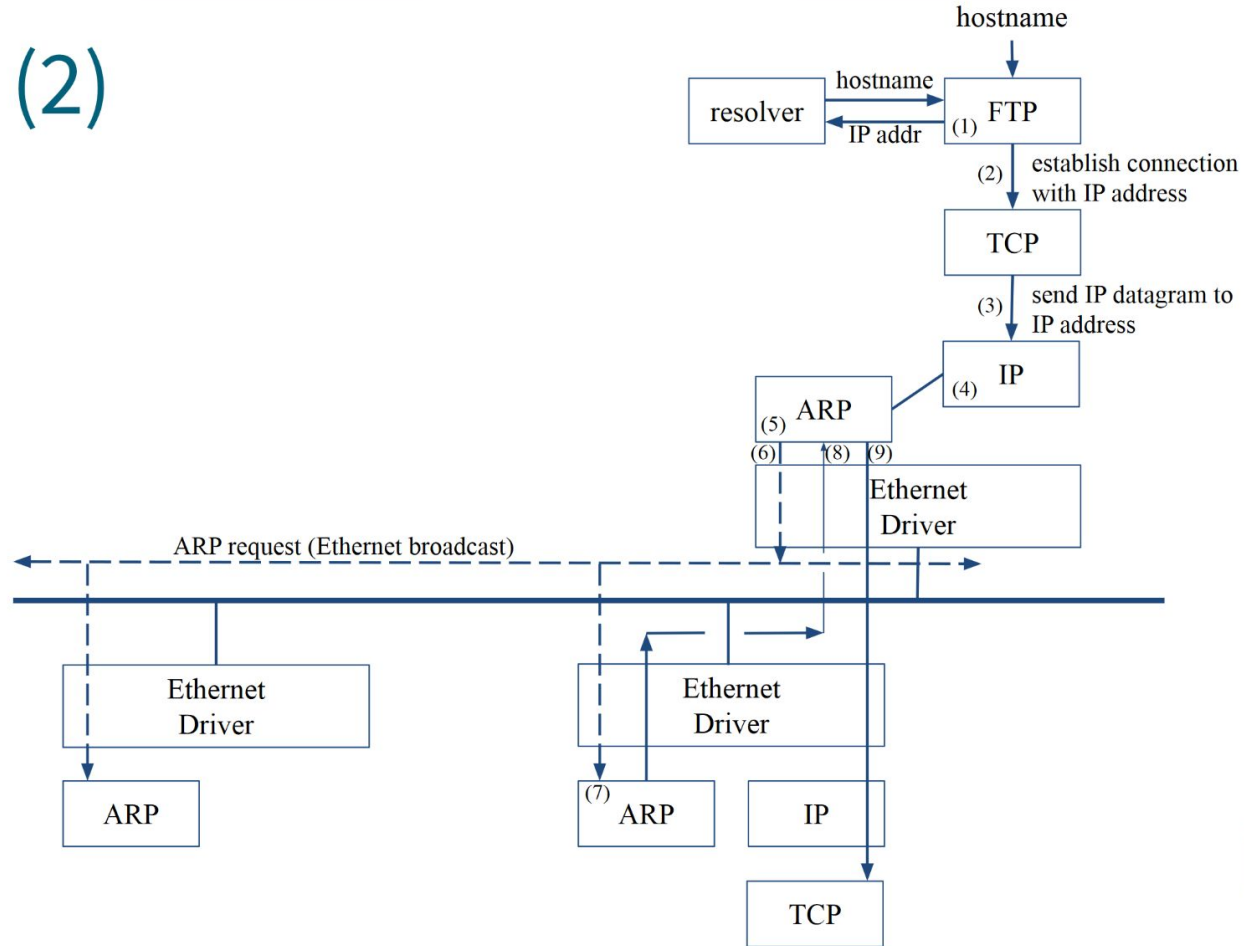 (2)
hostname
hostname
resolver
FTP
(1)
IP addr
(2)
establish connection
with IP address
TCP
(3)
send IP datagram to
IP address
IP
(4)
ARP
(5)
(6)
(8)
(9)
Ethernet
Driver
ARP request (Ethernet broadcast)
Ethernet
Driver
Ethernet
Driver
ARP
(7)
ARP
IP
TCP